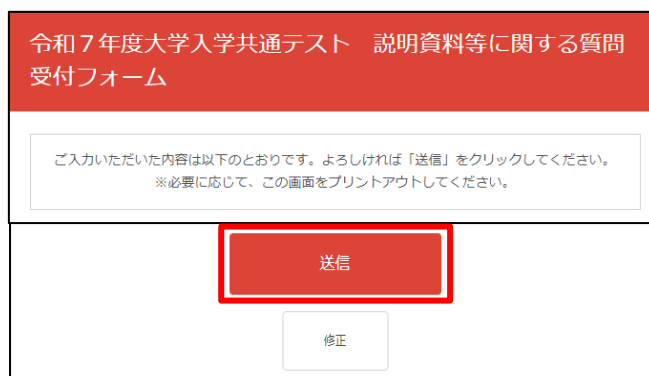 令和７年度大学入学共通テスト　説明資料等に関する質問
受付フォーム
ご入力いただいた内容は以下のとおりです。よろしければ「送信」をクリックしてください。
※必要に応じて、この画面をプリントアウトしてください。
送信
修正